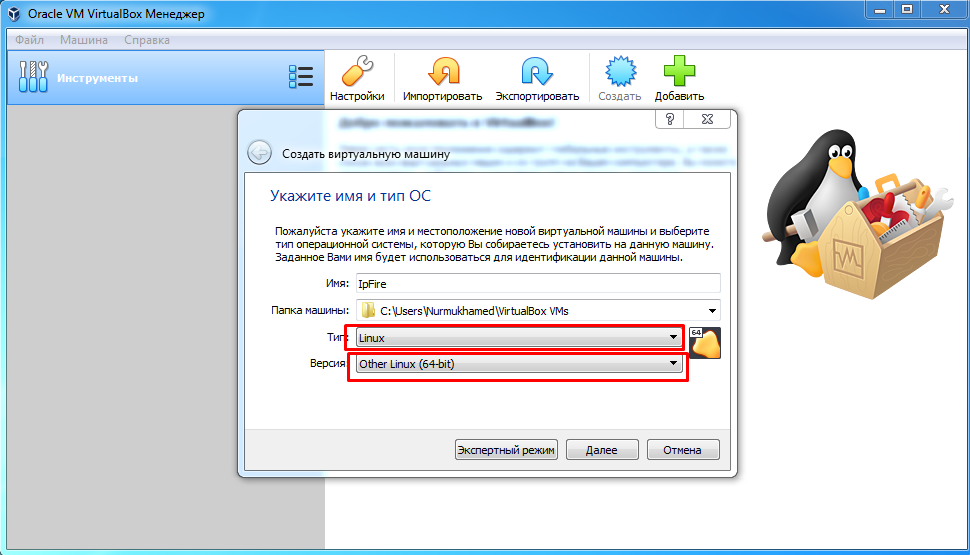 Oracle VM VirtualBox Менеджер
Файл Машина Справка
Инструменты
Настройки Импортировать Экспортировать Создать Добавить
Добро пожаловать в VirtualBox!
Создать виртуальную машину
Укажите имя и тип ОС
Пожалуйста укажите имя и местоположение новой виртуальной машины и выберите
тип операционной системы, которую Вы собираетесь установить на данную машину.
Заданное Вами имя будет использоваться для идентификации данной машины.
Имя: IpFire
Папка машины: C:\Users\Nurmukhamed\VirtualBox VMs
Тип: Linux
64
Версия: Other Linux (64-bit)
Экспертный режим Далее Отмена